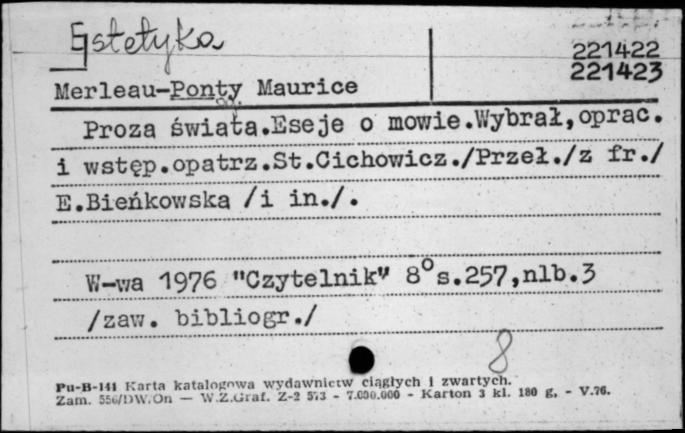 Estetyka
221422
221423
Merleau-Ponty Maurice
Proza świata.Eseje o mowie.Wybrał,oprac.
i wstęp.opatrz.St.Cichowicz./Przeł./z fr./
E.Bieńkowska /i in./.
W-wa 1976 "Czytelnik" 8° s.257,nlb.3
/zaw. bibliogr./
8
Pu-B-141 Karta katalogowa wydawnictw ciągłych i zwartych.
Zam. 556/DW.On — W.Z.Graf. Z-2 573 - 7.000.000 - Karton 3 kl. 180 g. - V.76.